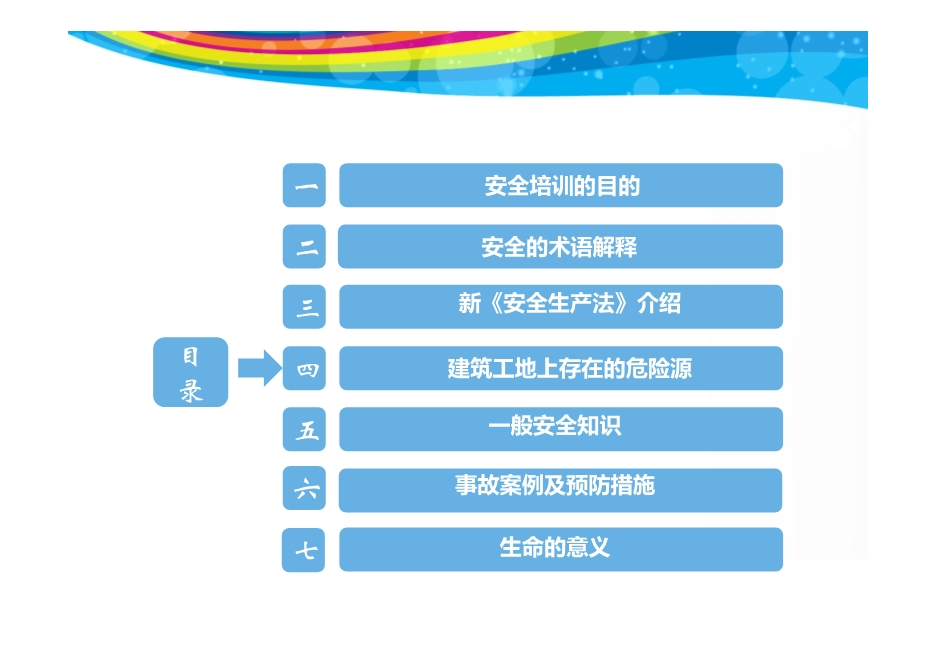 目
录
一 安全培训的目的
二 安全的术语解释
三 新《安全生产法》介绍
四 建筑工地上存在的危险源
五 一般安全知识
六 事故案例及预防措施
七 生命的意义